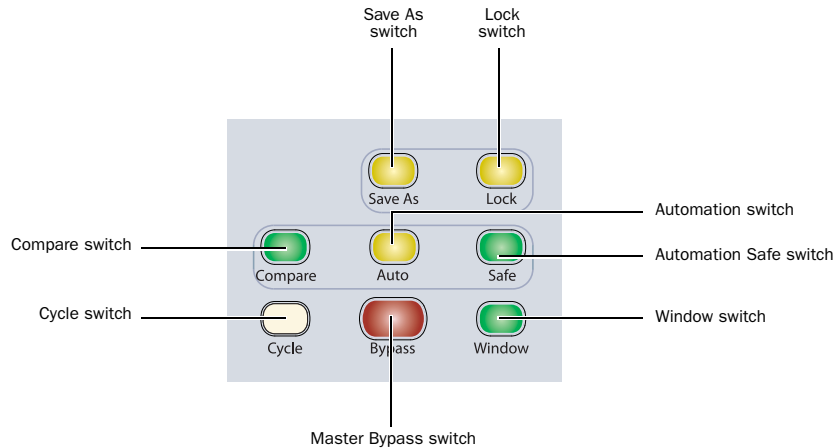 Save As
switch
Lock
switch
Save As
Lock
Automation switch
Compare switch
Automation Safe switch
Compare
Auto
Safe
Cycle switch
Window switch
Cycle
Bypass
Window
Master Bypass switch